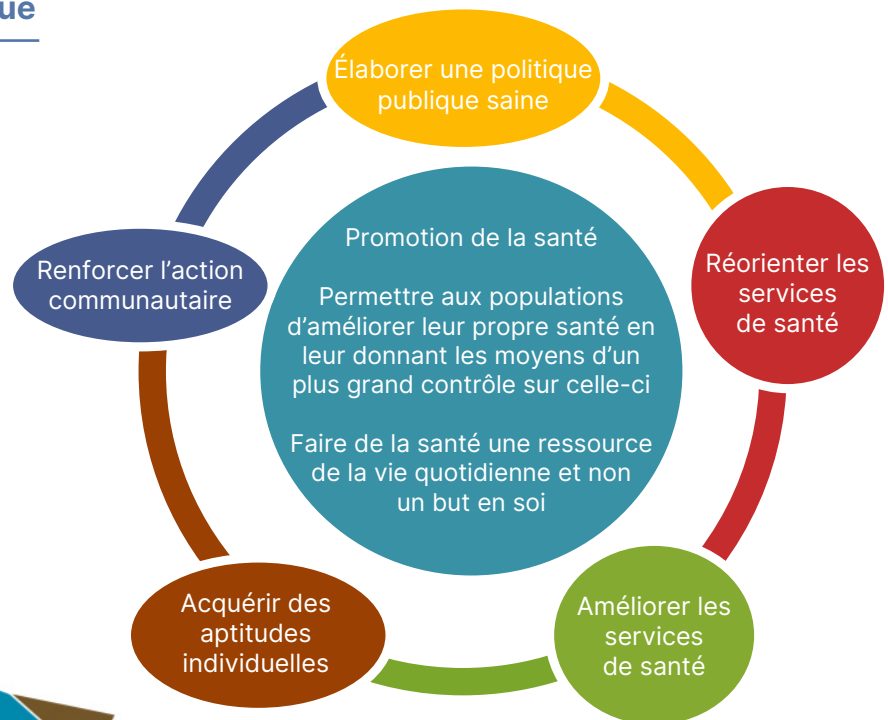 ue
Élaborer une politique
publique saine
Promotion de la santé
Permettre aux populations
d’améliorer leur propre santé en
leur donnant les moyens d’un
plus grand contrôle sur celle-ci
Faire de la santé une ressource
de la vie quotidienne et non
un but en soi
Réorienter les
services
de santé
Améliorer les
services
de santé
Acquérir des
aptitudes
individuelles
Renforcer l’action
communautaire